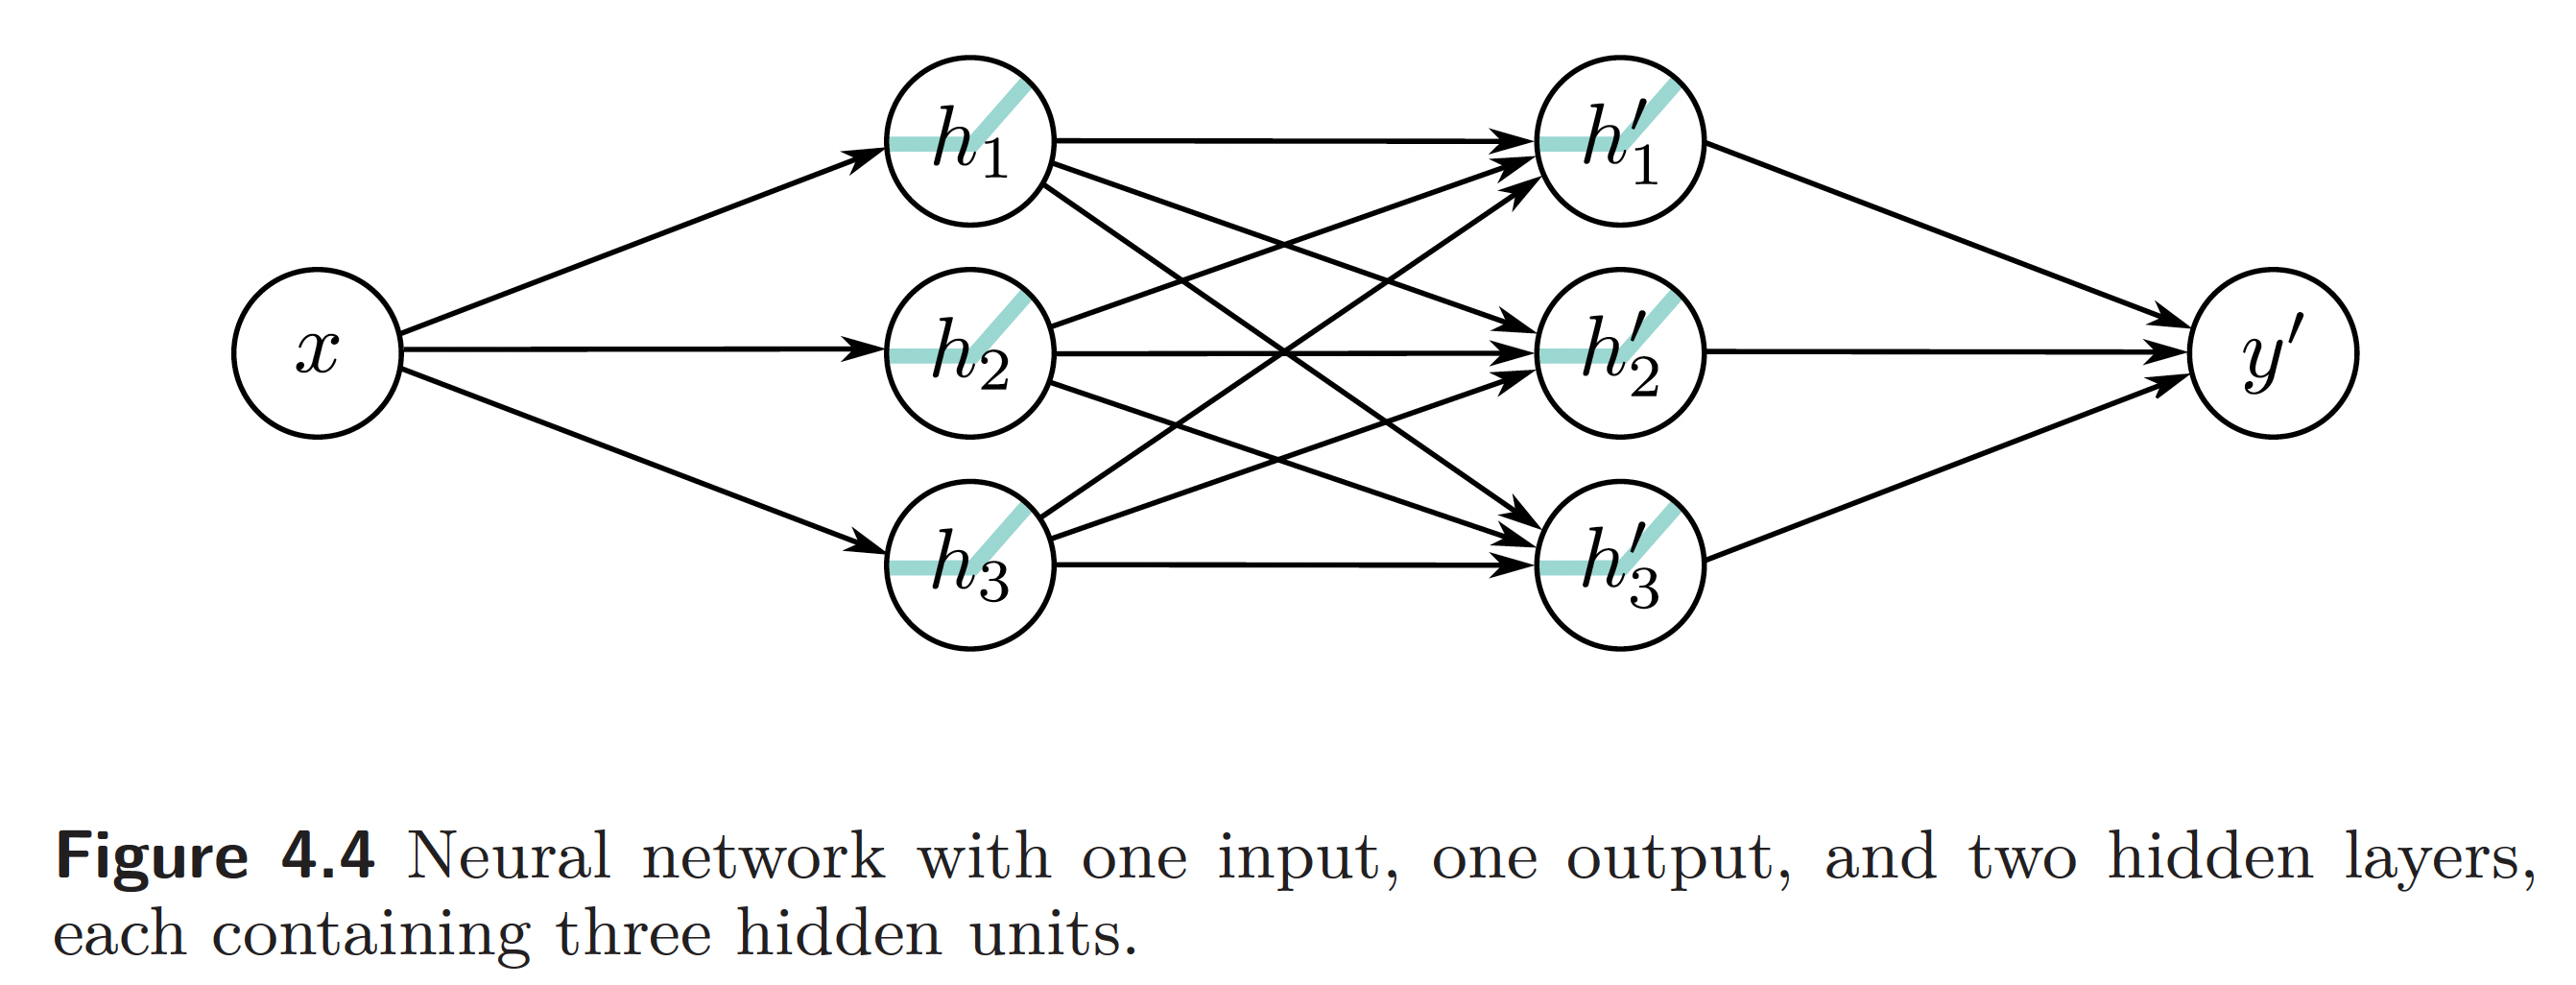 h₁ h′₁
x h₂ h′₂ y′
h₃ h′₃
Figure 4.4 Neural network with one input, one output, and two hidden layers,
each containing three hidden units.